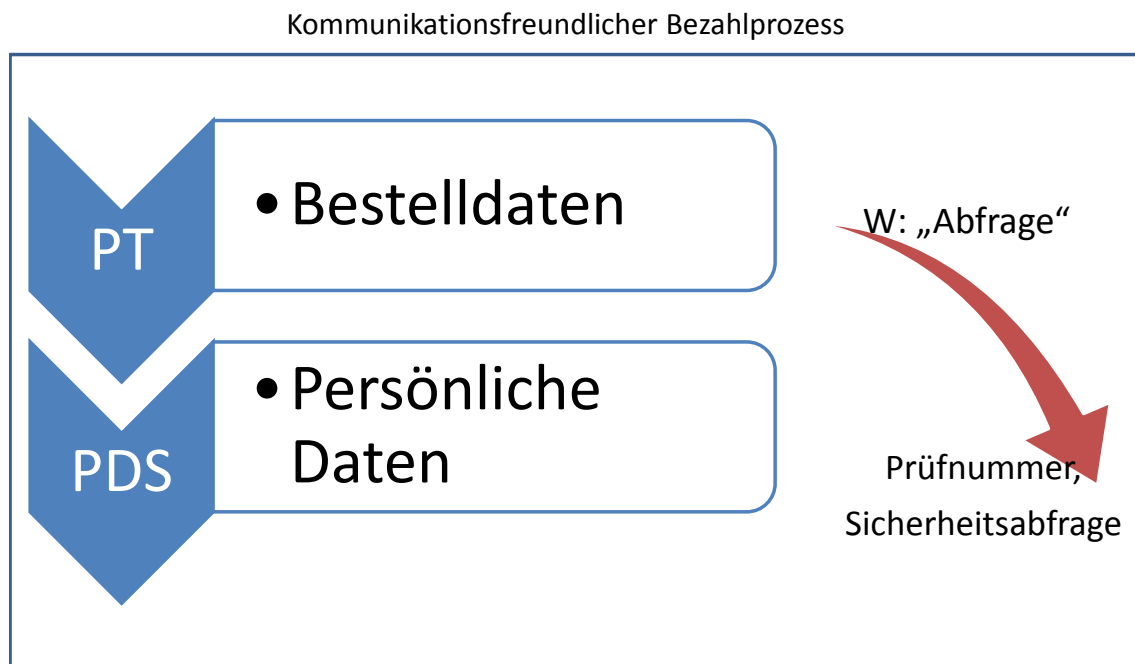 Kommunikationsfreundlicher Bezahlprozess
PT
• Bestelldaten
W: „Abfrage“
PDS
• Persönliche
Daten
Prüfnummer,
Sicherheitsabfrage